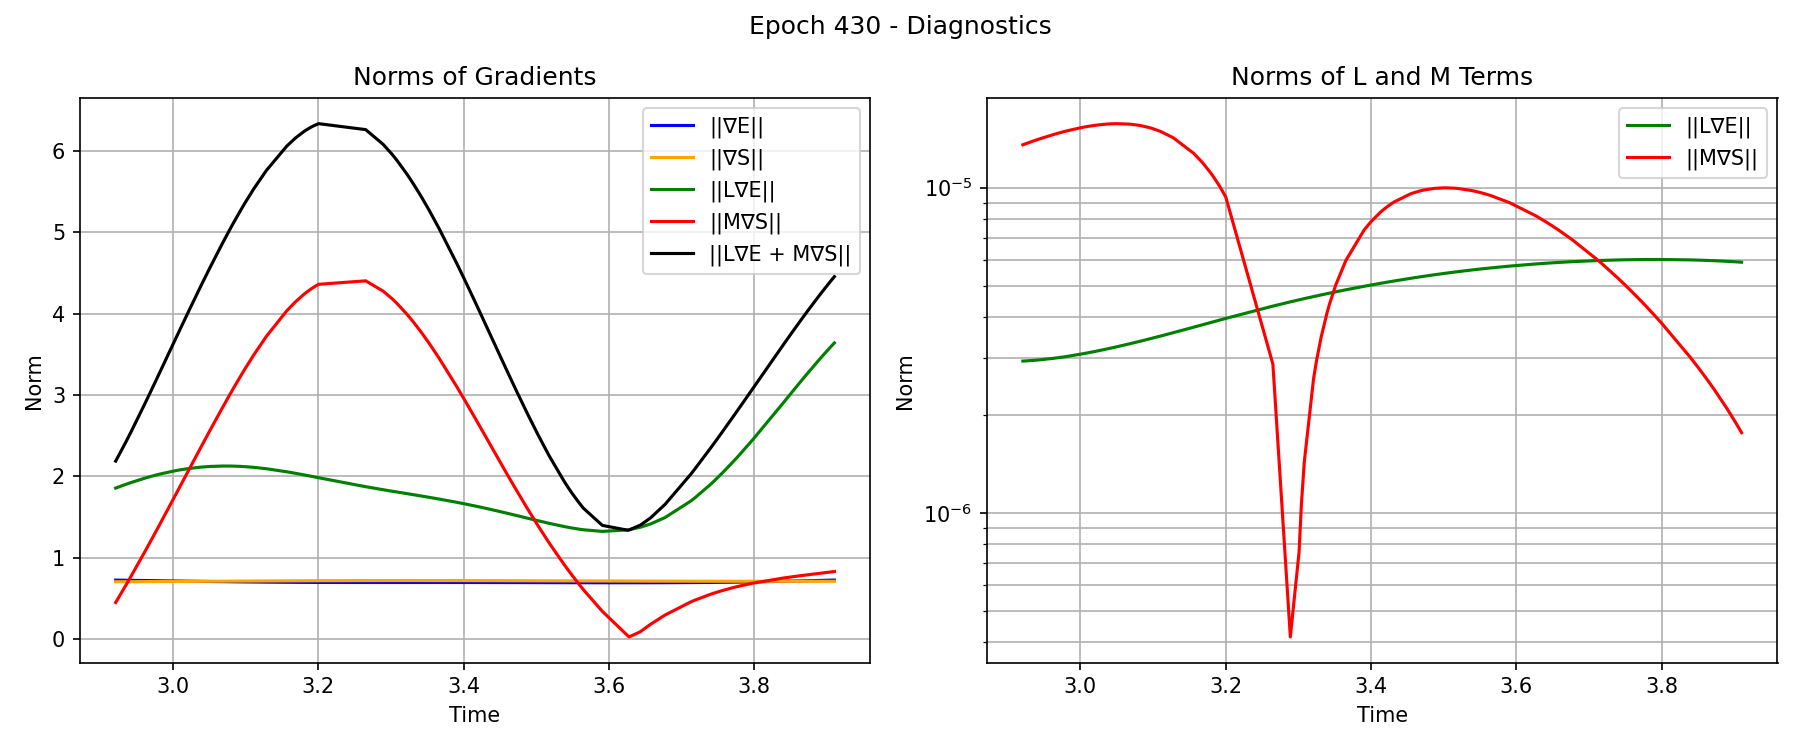 Epoch 430 - Diagnostics
Norms of Gradients
||∇E||
||∇S||
||L∇E||
||M∇S||
||L∇E + M∇S||
6
5
4
3
2
1
0
Norm
3.0 3.2 3.4 3.6 3.8
Time
Norms of L and M Terms
||L∇E||
||M∇S||
10⁻⁵
10⁻⁶
Norm
3.0 3.2 3.4 3.6 3.8
Time